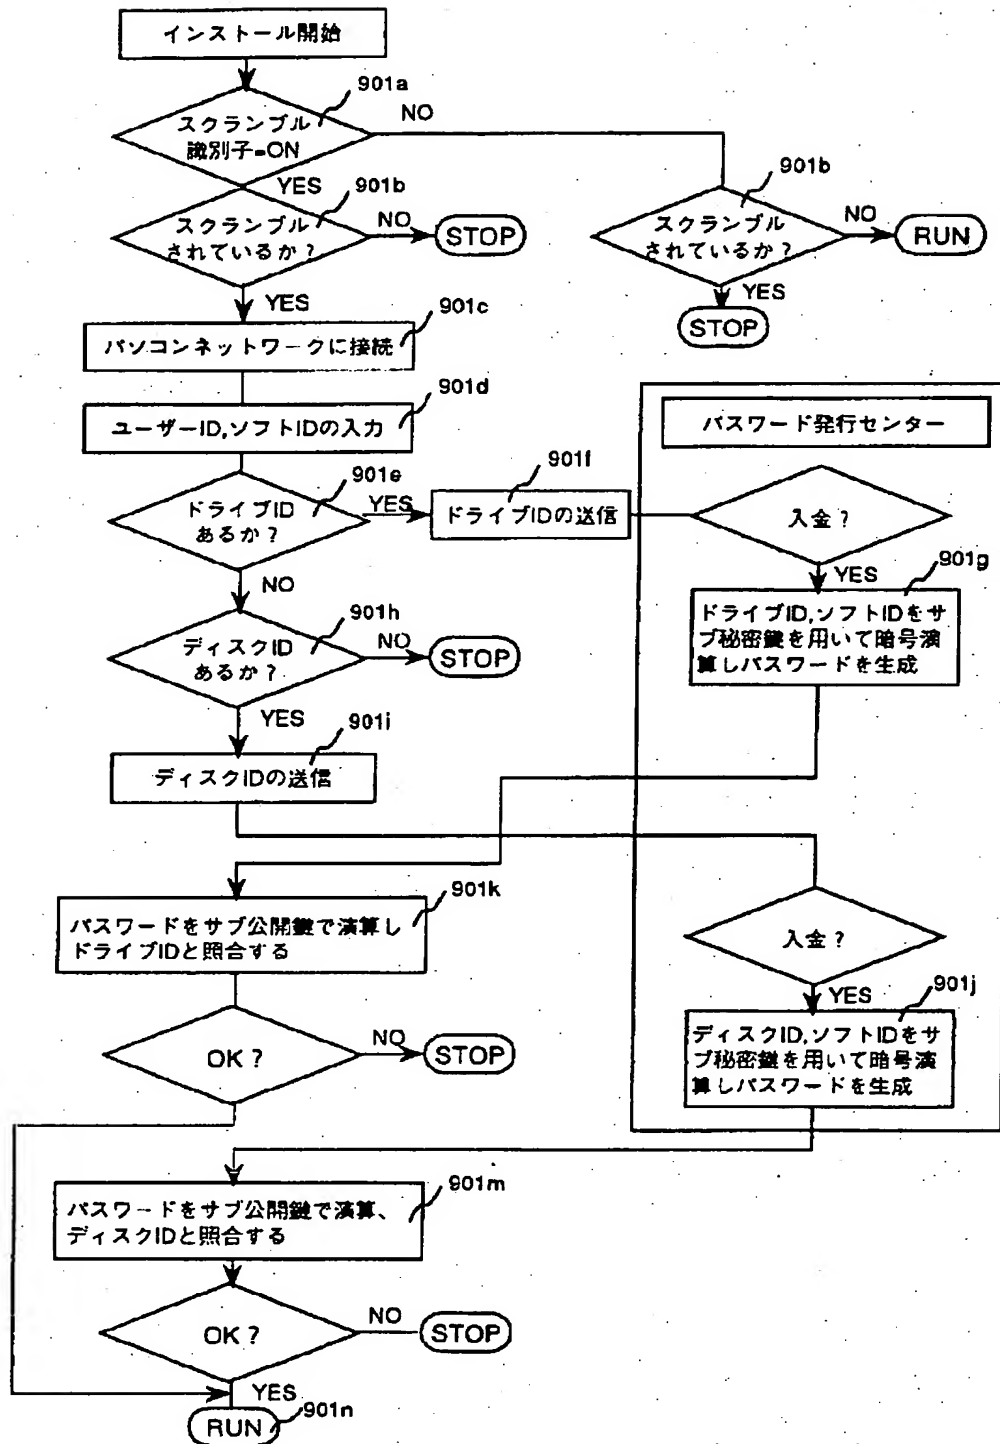 インストール開始
901a
スクランブル
識別子=ON
NO
YES
901b
スクランブル
されているか？
NO
STOP
901b
スクランブル
されているか？
NO
RUN
YES
STOP
YES
901c
パソコンネットワークに接続
901d
ユーザーID,ソフトIDの入力
パスワード発行センター
901e
ドライブID
あるか？
YES
901f
ドライブIDの送信
入金？
YES
901g
ドライブID,ソフトIDをサ
ブ秘密鍵を用いて暗号演
算しパスワードを生成
NO
901h
ディスクID
あるか？
NO
STOP
YES
901i
ディスクIDの送信
901k
パスワードをサブ公開鍵で演算し
ドライブIDと照合する
入金？
YES
901j
ディスクID,ソフトIDをサ
ブ秘密鍵を用いて暗号演
算しパスワードを生成
OK？
NO
STOP
901m
パスワードをサブ公開鍵で演算、
ディスクIDと照合する
OK？
NO
STOP
YES
901n
RUN